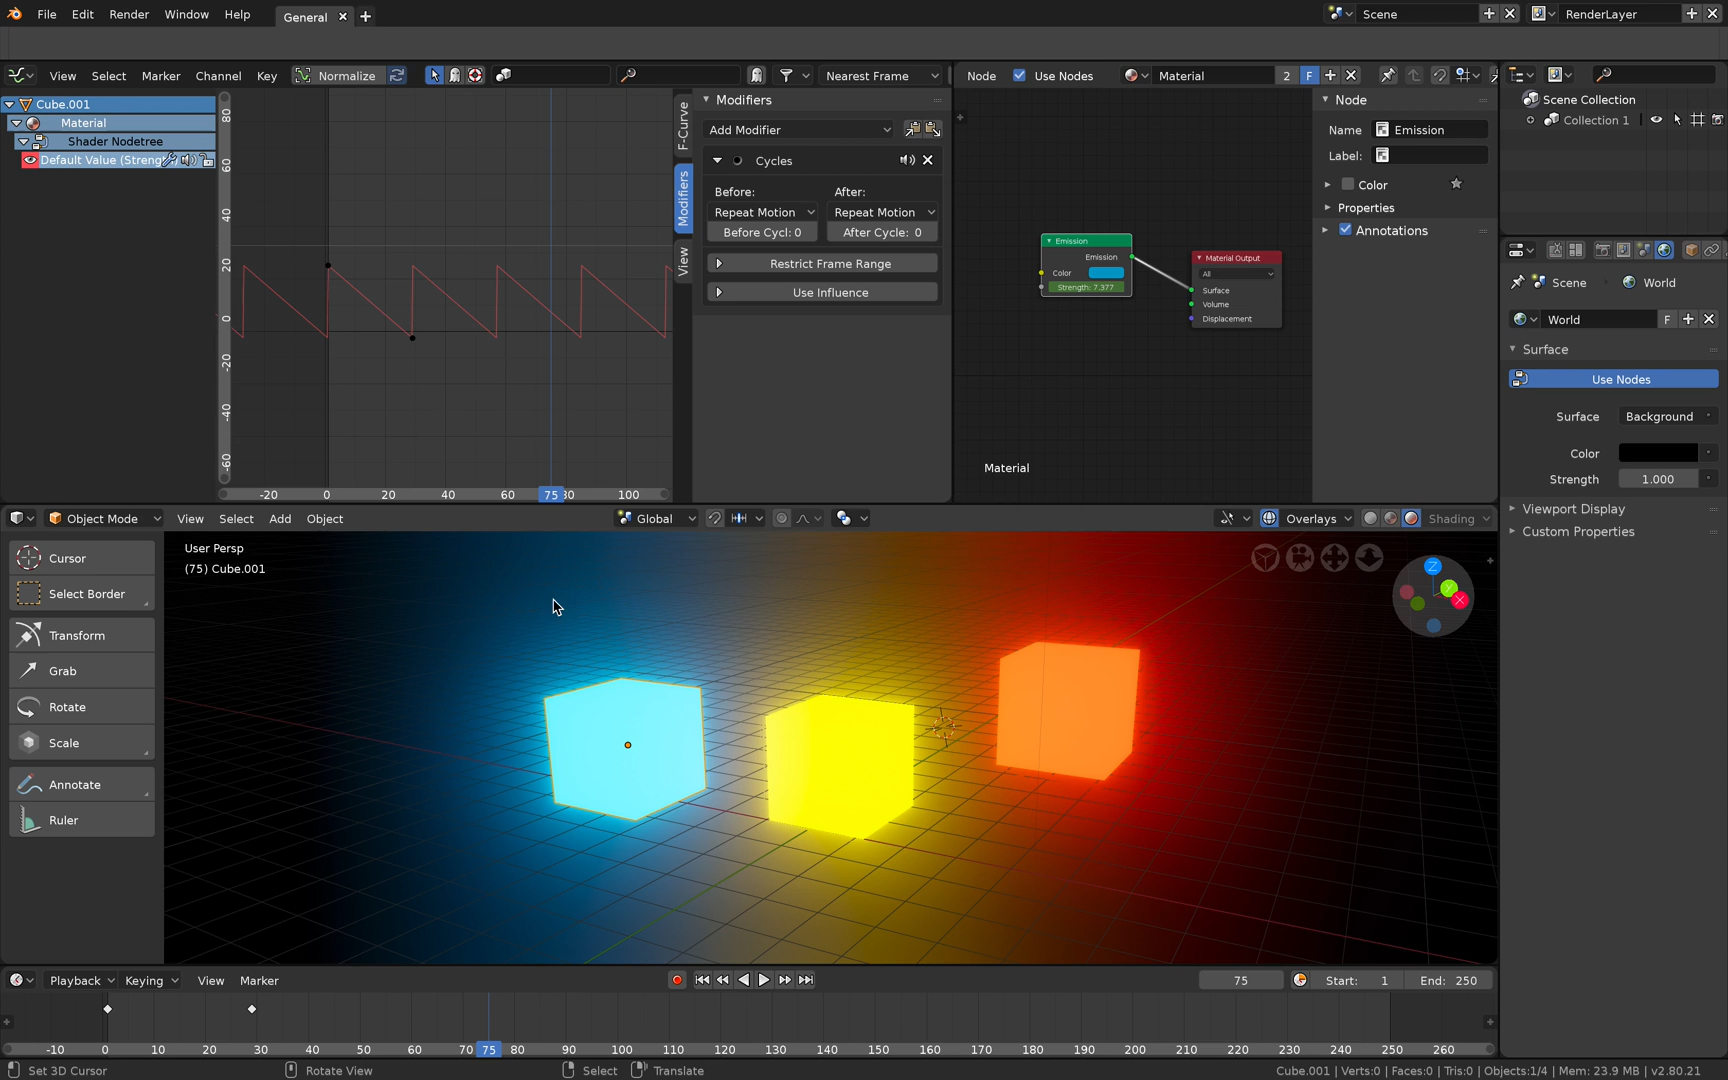 File Edit Render Window Help General Scene RenderLayer
View Select Marker Channel Key Normalize Nearest Frame
Node Use Nodes Material 2 F
Cube.001
Material
Shader Nodetree
Default Value (Streng
80
60
40
20
0
-20
-40
-60
-20 0 20 40 60 75 80 100
F-Curve
Modifiers
View
Modifiers
Add Modifier
Cycles
Before: After:
Repeat Motion Repeat Motion
Before Cycl: 0 After Cycle: 0
Restrict Frame Range
Use Influence
Emission
Emission
Color
Strength: 7.377
Material Output
All
Surface
Volume
Displacement
Material
Node
Name Emission
Label:
Color
Properties
Annotations
Scene Collection
Collection 1
Scene World
World F
Surface
Use Nodes
Surface Background
Color
Strength 1.000
Viewport Display
Custom Properties
Object Mode View Select Add Object Global Overlays Shading
Cursor
Select Border
Transform
Grab
Rotate
Scale
Annotate
Ruler
User Persp
(75) Cube.001
Z
Y
X
Playback Keying View Marker 75 Start: 1 End: 250
-10 0 10 20 30 40 50 60 70 75 80 90 100 110 120 130 140 150 160 170 180 190 200 210 220 230 240 250 260
Set 3D Cursor Rotate View Select Translate Cube.001 | Verts:0 | Faces:0 | Tris:0 | Objects:1/4 | Mem: 23.9 MB | v2.80.21